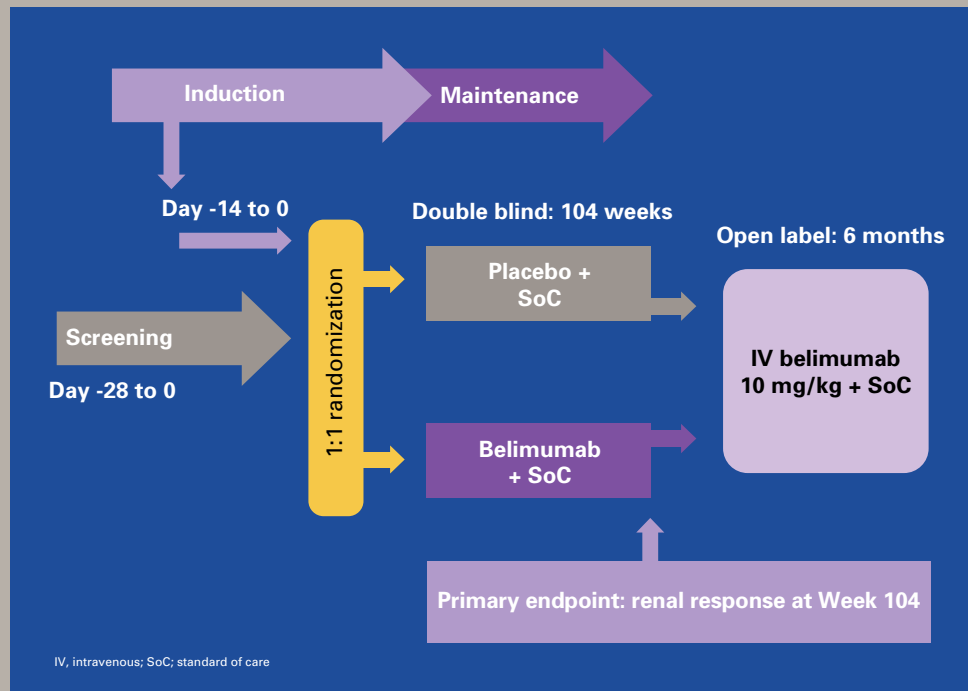 Induction
Maintenance
Day -14 to 0
Double blind: 104 weeks
Open label: 6 months
Placebo +
SoC
Screening
Day -28 to 0
1:1 randomization
IV belimumab
10 mg/kg + SoC
Belimumab
+ SoC
Primary endpoint: renal response at Week 104
IV, intravenous; SoC; standard of care